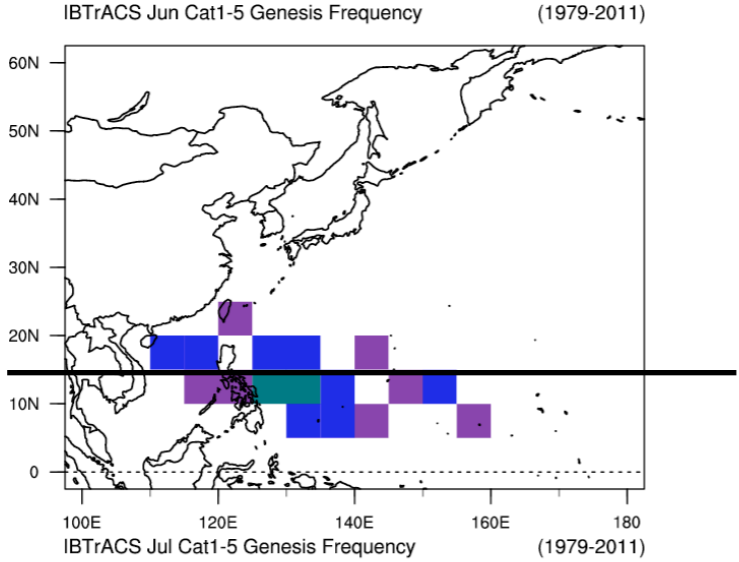 IBTrACS Jun Cat1-5 Genesis Frequency (1979-2011)
60N
50N
40N
30N
20N
10N
0
100E 120E 140E 160E 180
IBTrACS Jul Cat1-5 Genesis Frequency (1979-2011)